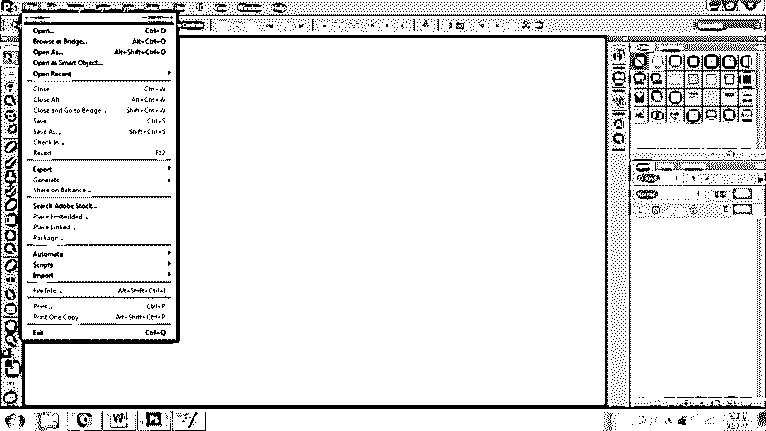 Open... Ctrl+O
Browse in Bridge... Alt+Ctrl+O
Open As... Alt+Shift+Ctrl+O
Open as Smart Object...
Open Recent
Close Ctrl+W
Close All Alt+Ctrl+W
Close and Go to Bridge... Shift+Ctrl+W
Save Ctrl+S
Save As... Shift+Ctrl+S
Check In...
Revert F12
Export
Generate
Share on Behance...
Search Adobe Stock...
Place Embedded...
Place Linked...
Package...
Automate
Scripts
Import
File Info... Alt+Shift+Ctrl+I
Print... Ctrl+P
Print One Copy Alt+Shift+Ctrl+P
Exit Ctrl+Q